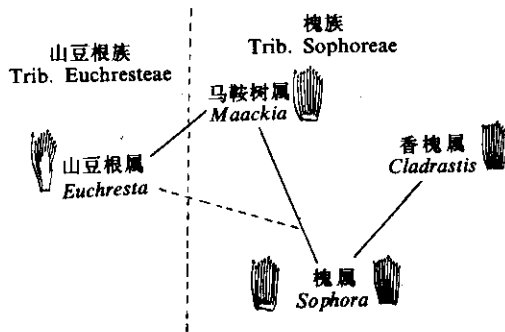 山豆根族
Trib. Euchresteae
槐族
Trib. Sophoreae
马鞍树属
Maackia
山豆根属
Euchresta
香槐属
Cladrastis
槐属
Sophora